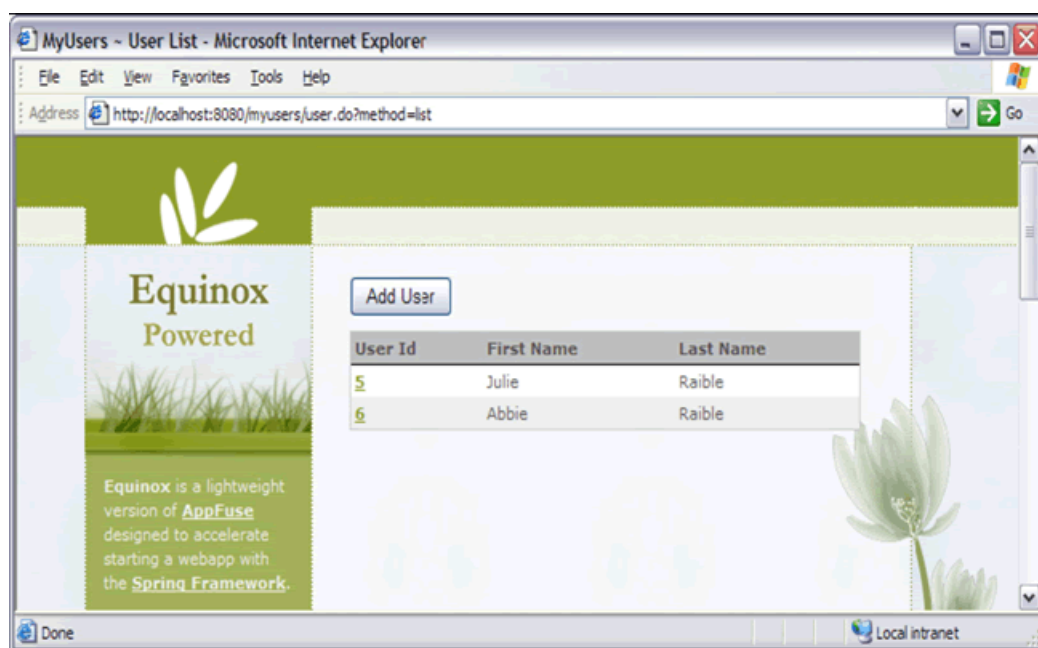 MyUsers ~ User List - Microsoft Internet Explorer
File Edit View Favorites Tools Help
Address http://localhost:8080/myusers/user.do?method=list Go
Equinox
Powered
Equinox is a lightweight
version of AppFuse
designed to accelerate
starting a webapp with
the Spring Framework.
Add User
User Id First Name Last Name
5 Julie Raible
6 Abbie Raible
Done Local intranet